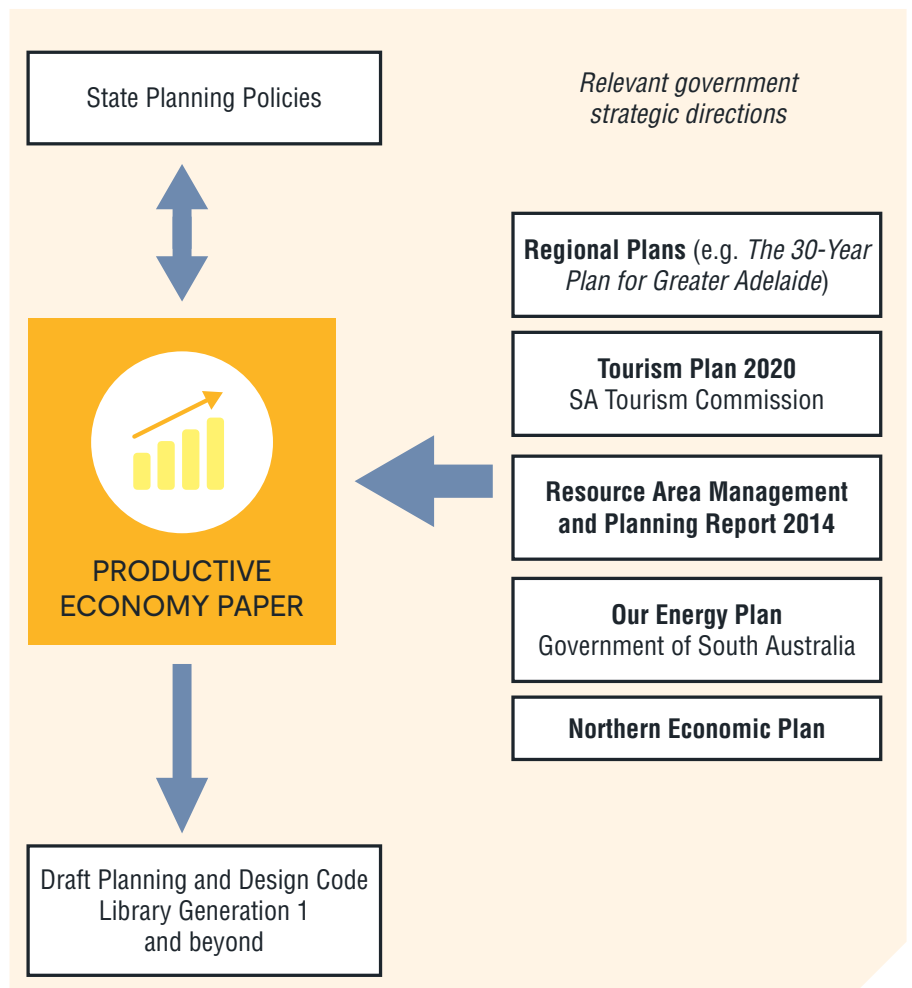 State Planning Policies
Relevant government
strategic directions
Regional Plans (e.g. The 30-Year
Plan for Greater Adelaide)
Tourism Plan 2020
SA Tourism Commission
Resource Area Management
and Planning Report 2014
Our Energy Plan
Government of South Australia
Northern Economic Plan
PRODUCTIVE
ECONOMY PAPER
Draft Planning and Design Code
Library Generation 1
and beyond